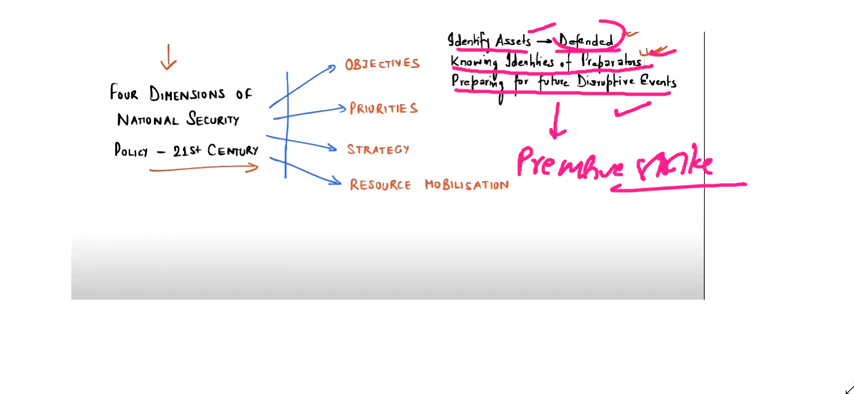 FOUR DIMENSIONS OF
NATIONAL SECURITY
POLICY – 21st CENTURY
OBJECTIVES
PRIORITIES
STRATEGY
RESOURCE MOBILISATION
Identify Assets → Defended
Knowing Identities of Preparators
Preparing for future Disruptive Events
strike